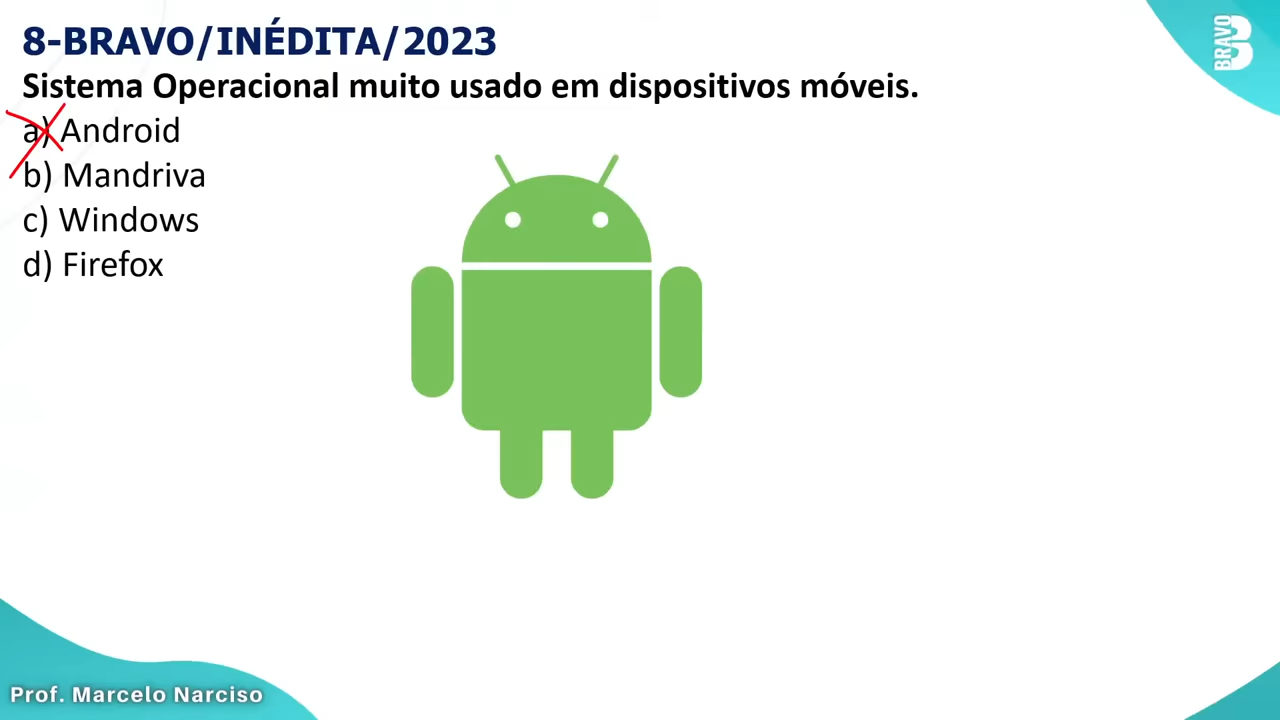 8-BRAVO/INÉDITA/2023
Sistema Operacional muito usado em dispositivos móveis.
a) Android
b) Mandriva
c) Windows
d) Firefox
BRAVO
Prof. Marcelo Narciso